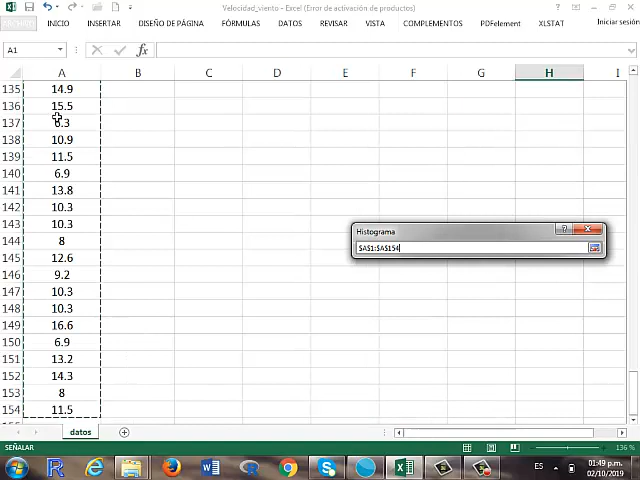 Velocidad_viento - Excel (Error de activación de productos)
ARCHIVO INICIO INSERTAR DISEÑO DE PÁGINA FÓRMULAS DATOS REVISAR VISTA COMPLEMENTOS PDFelement XLSTAT Iniciar sesión
A1 fx
A B C D E F G H I
135 14.9
136 15.5
137 6.3
138 10.9
139 11.5
140 6.9
141 13.8
142 10.3
143 10.3
144 8
145 12.6
146 9.2
147 10.3
148 10.3
149 16.6
150 6.9
151 13.2
152 14.3
153 8
154 11.5
Histograma
$A$1:$A$154
datos
SEÑALAR 136 %
ES 01:49 p.m.
02/10/2019